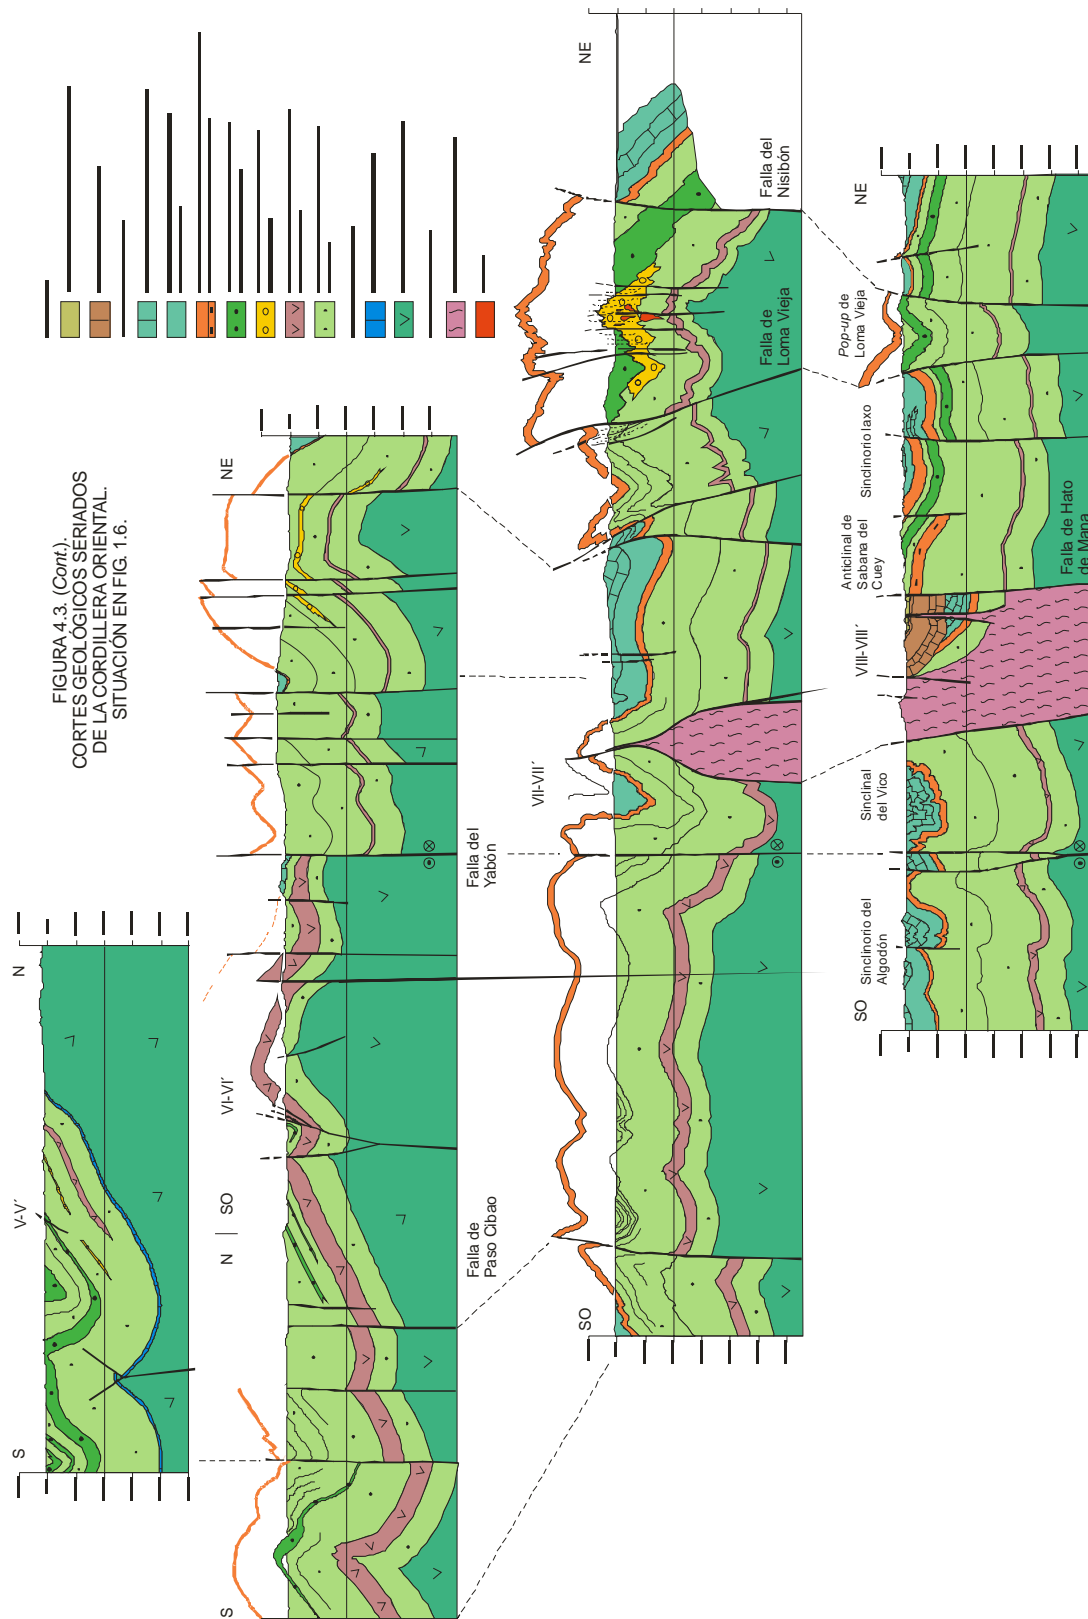 FIGURA 4.3. (Cont.).
CORTES GEOLÓGICOS SERIADOS
DE LA CORDILLERA ORIENTAL.
SITUACIÓN EN FIG. 1.6.
S
V-V´
N
S
N | SO
VI-VI´
NE
Falla de
Paso Cibao
Falla del
Yabón
SO
VII-VII´
NE
Falla de
Loma Vieja
Falla del
Nisibón
SO
Sinclinorio del
Algodón
Sinclinal
del Vico
VIII-VIII´
Anticlinal de
Sabana del
Cuey
Sinclinorio laxo
Pop-up de
Loma Vieja
NE
Falla de Hato
de Mana